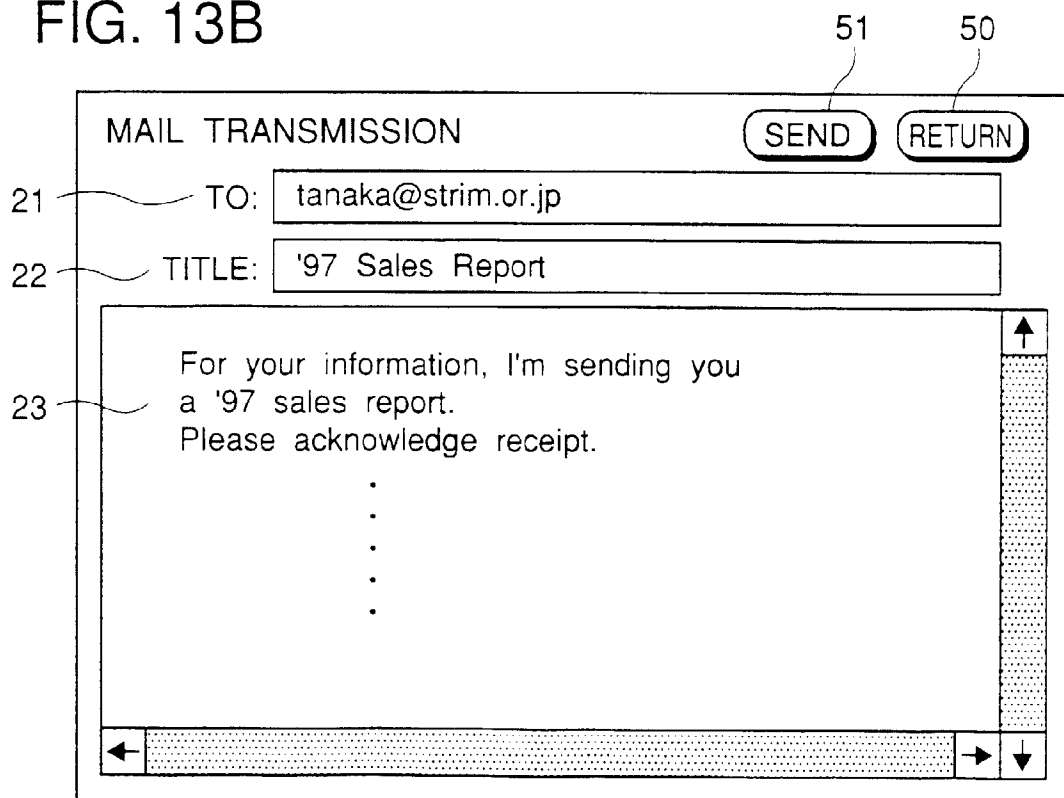 FIG. 13B
51 50
MAIL TRANSMISSION SEND RETURN
21 TO: tanaka@strim.or.jp
22 TITLE: '97 Sales Report
For your information, I'm sending you
23 a '97 sales report.
Please acknowledge receipt.